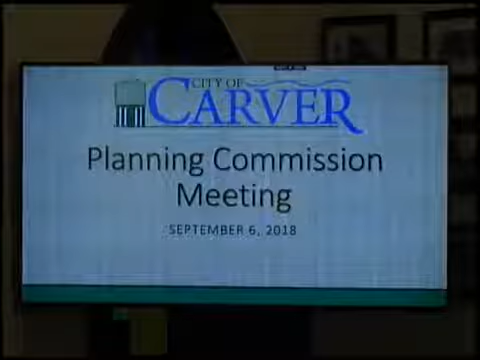 CITY OF
CARVER
Planning Commission
Meeting
SEPTEMBER 6, 2018